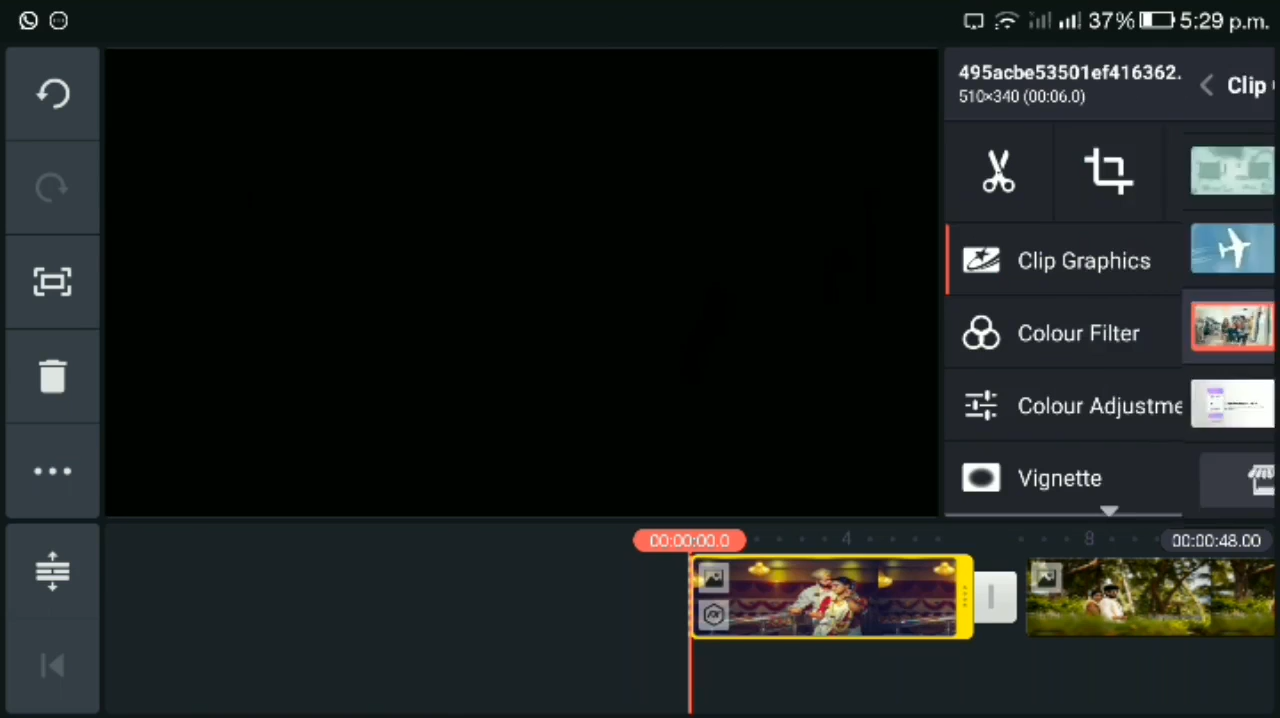 37% 5:29 p.m.
495acbe53501ef416362.
510×340 (00:06.0)
Clip
Clip Graphics
Colour Filter
Colour Adjustme
Vignette
00:00:00.0
4
8
00:00:48.00